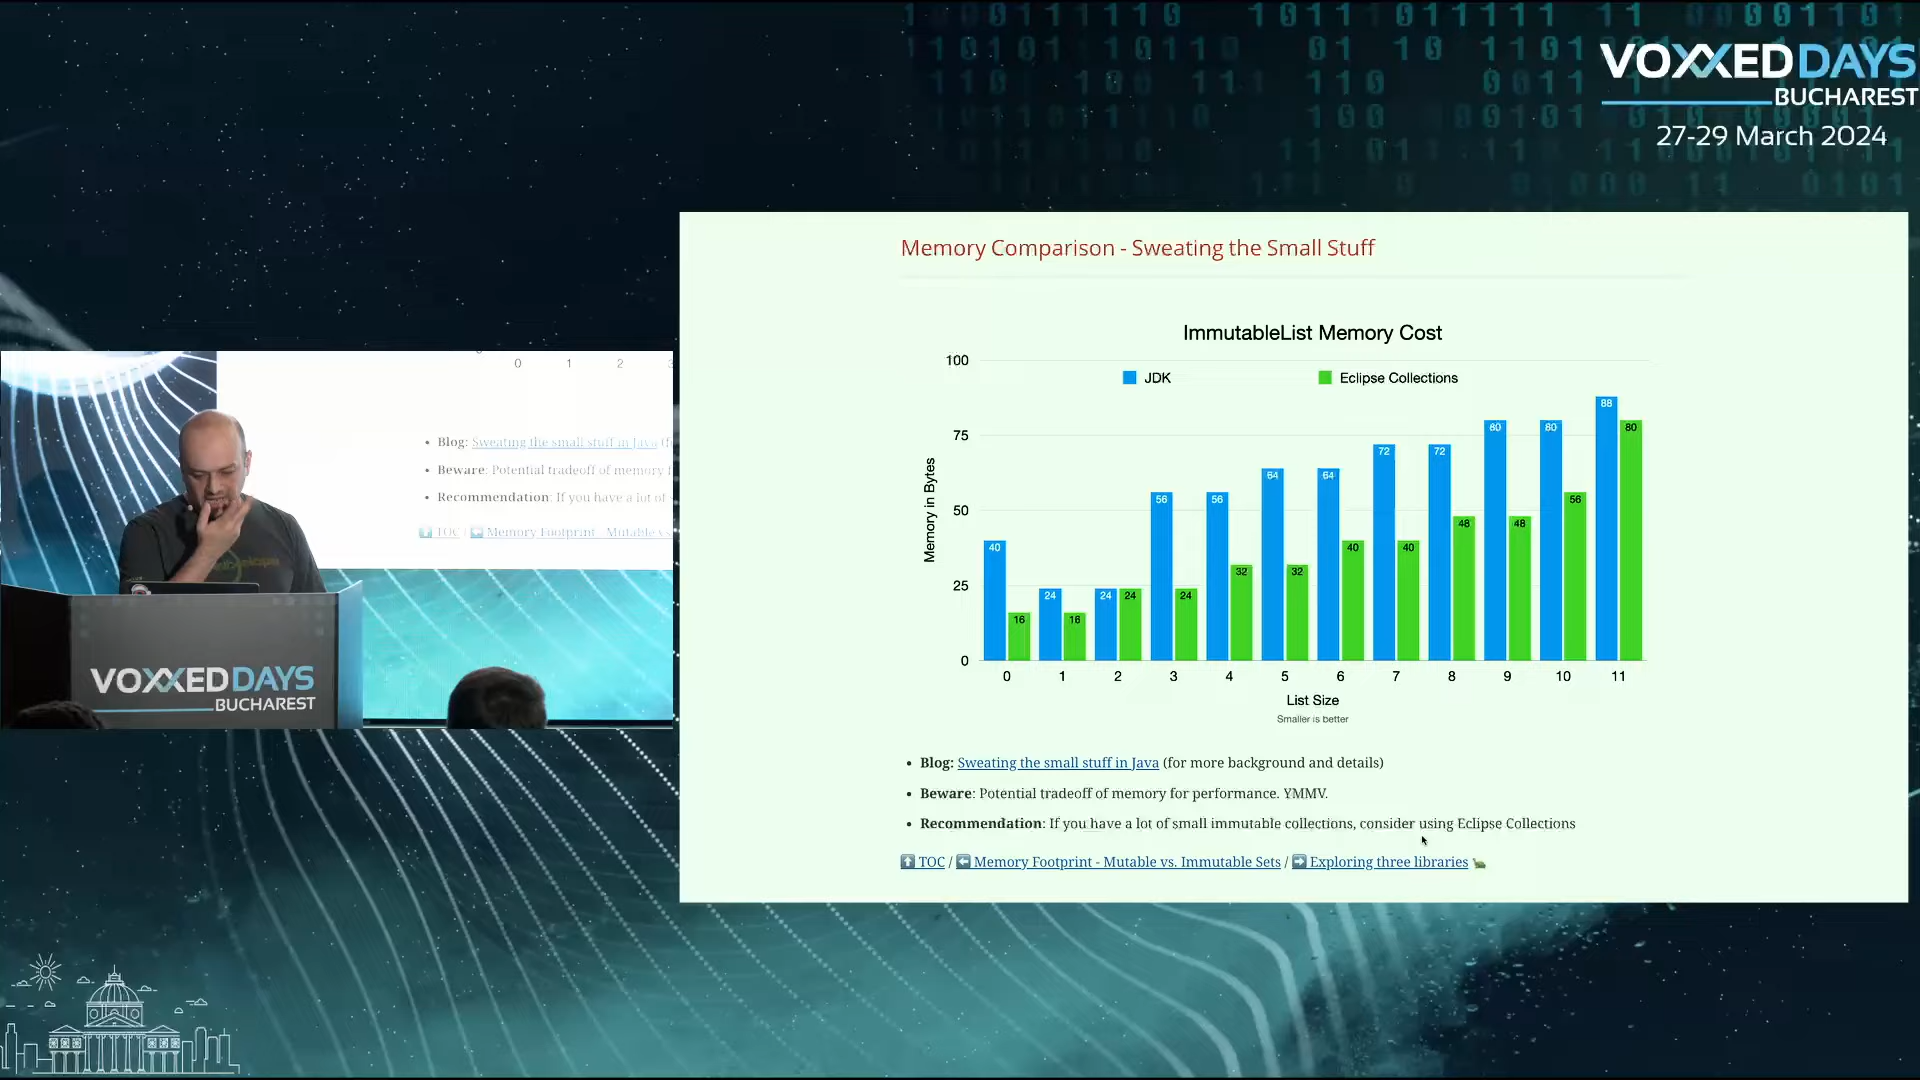 VOXXEDDAYS
BUCHAREST
27-29 March 2024
Memory Comparison - Sweating the Small Stuff
ImmutableList Memory Cost
JDK
Eclipse Collections
Memory in Bytes
100
75
50
25
0
40 16 24 16 24 24 56 24 56 32 64 32 64 40 72 40 72 48 80 48 80 56 88 80
0 1 2 3 4 5 6 7 8 9 10 11
List Size
Smaller is better
• Blog: Sweating the small stuff in Java (for more background and details)
• Beware: Potential tradeoff of memory for performance. YMMV.
• Recommendation: If you have a lot of small immutable collections, consider using Eclipse Collections
TOC / Memory Footprint - Mutable vs. Immutable Sets / Exploring three libraries
0 1 2 3
• Blog: Sweating the small stuff in Java
• Beware: Potential tradeoff of memory
• Recommendation: If you have a lot of
TOC / Memory Footprint - Mutable vs
VOXXEDDAYS
BUCHAREST